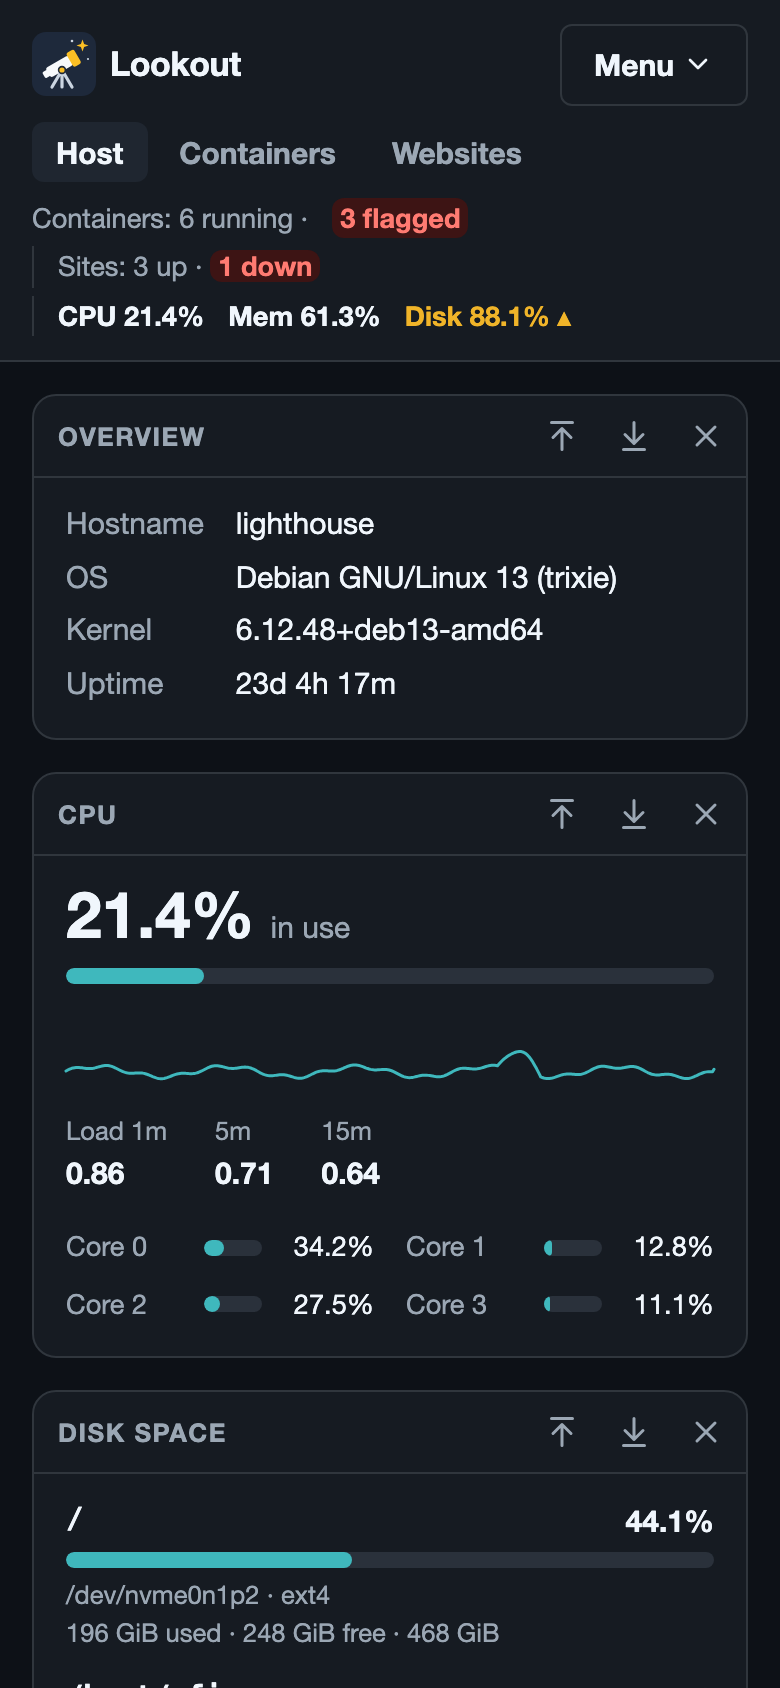 Lookout
Menu
Host Containers Websites
Containers: 6 running · 3 flagged
Sites: 3 up · 1 down
CPU 21.4% Mem 61.3% Disk 88.1% ▲
OVERVIEW
Hostname lighthouse
OS Debian GNU/Linux 13 (trixie)
Kernel 6.12.48+deb13-amd64
Uptime 23d 4h 17m
CPU
21.4% in use
Load 1m 5m 15m
0.86 0.71 0.64
Core 0 34.2% Core 1 12.8%
Core 2 27.5% Core 3 11.1%
DISK SPACE
/ 44.1%
/dev/nvme0n1p2 · ext4
196 GiB used · 248 GiB free · 468 GiB